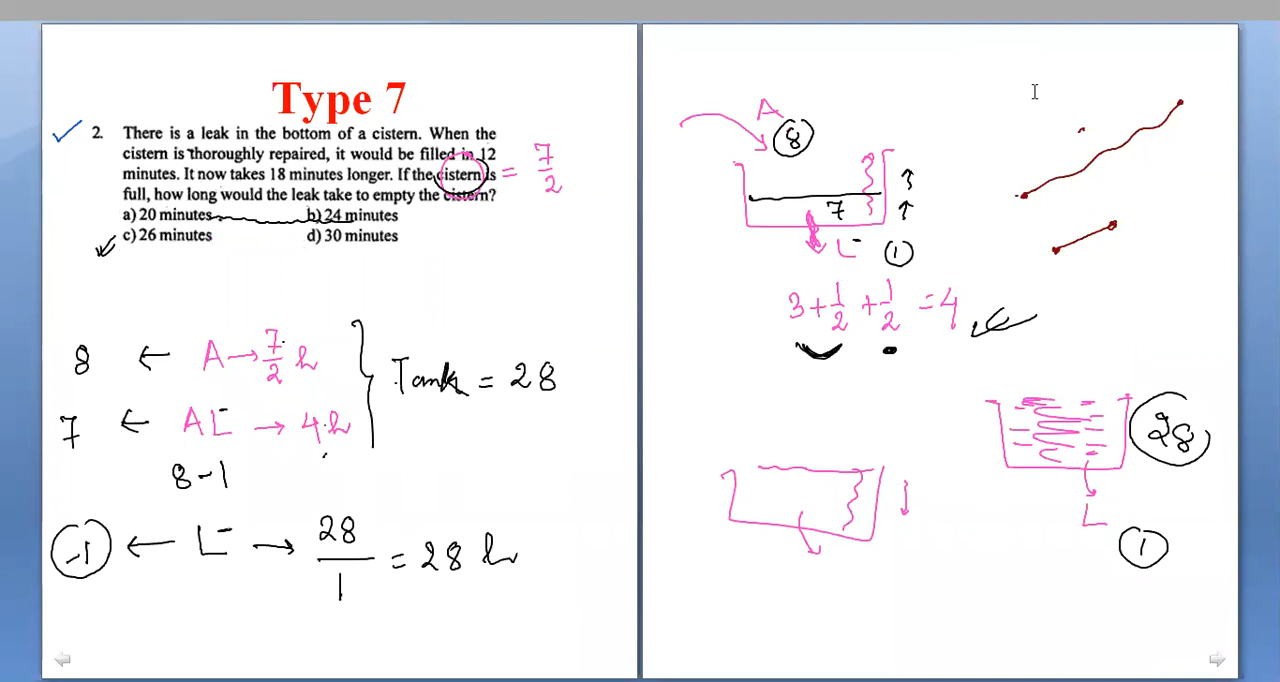 Type 7
2. There is a leak in the bottom of a cistern. When the
cistern is thoroughly repaired, it would be filled in 12
minutes. It now takes 18 minutes longer. If the cistern is
full, how long would the leak take to empty the cistern?
a) 20 minutes b) 24 minutes
c) 26 minutes d) 30 minutes
= 7/2
8 ← A → 7/2 h
7 ← AL⁻ → 4h
} Tank = 28
8-1
-1 ← L⁻ → 28/1 = 28 hr
A
8
7
L⁻ 1
3 + 1/2 + 1/2 = 4
28
L
1